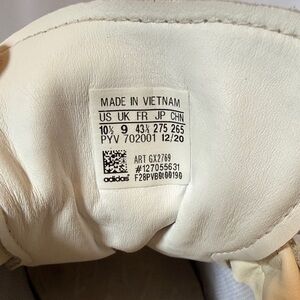 MADE IN VIETNAM
US UK FR JP CHN
10½ 9 43⅓ 275 265
PYV 702001 12/20
ART GX2769
#127055631
adidas F28PVB0I00190